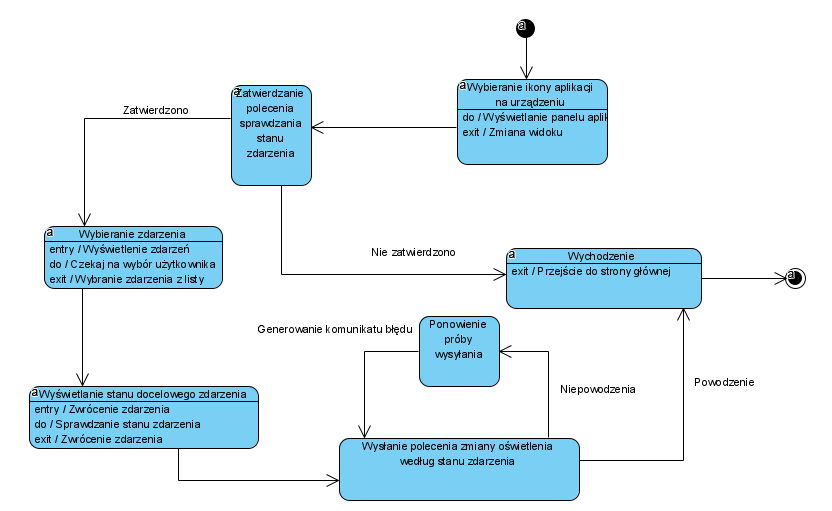 a
a
Wybieranie ikony aplikacji
na urządzeniu
do / Wyświetlanie panelu aplik
exit / Zmiana widoku
a
Zatwierdzanie
polecenia
sprawdzania
stanu
zdarzenia
Zatwierdzono
a
Wybieranie zdarzenia
entry / Wyświetlenie zdarzeń
do / Czekaj na wybór użytkownika
exit / Wybranie zdarzenia z listy
Nie zatwierdzono
a
Wychodzenie
exit / Przejście do strony głównej
a
Generowanie komunikatu błędu
Ponowienie
próby
wysyłania
Niepowodzenia
Powodzenie
a
Wyświetlanie stanu docelowego zdarzenia
entry / Zwrócenie zdarzenia
do / Sprawdzanie stanu zdarzenia
exit / Zwrócenie zdarzenia
Wysłanie polecenia zmiany oświetlenia
według stanu zdarzenia